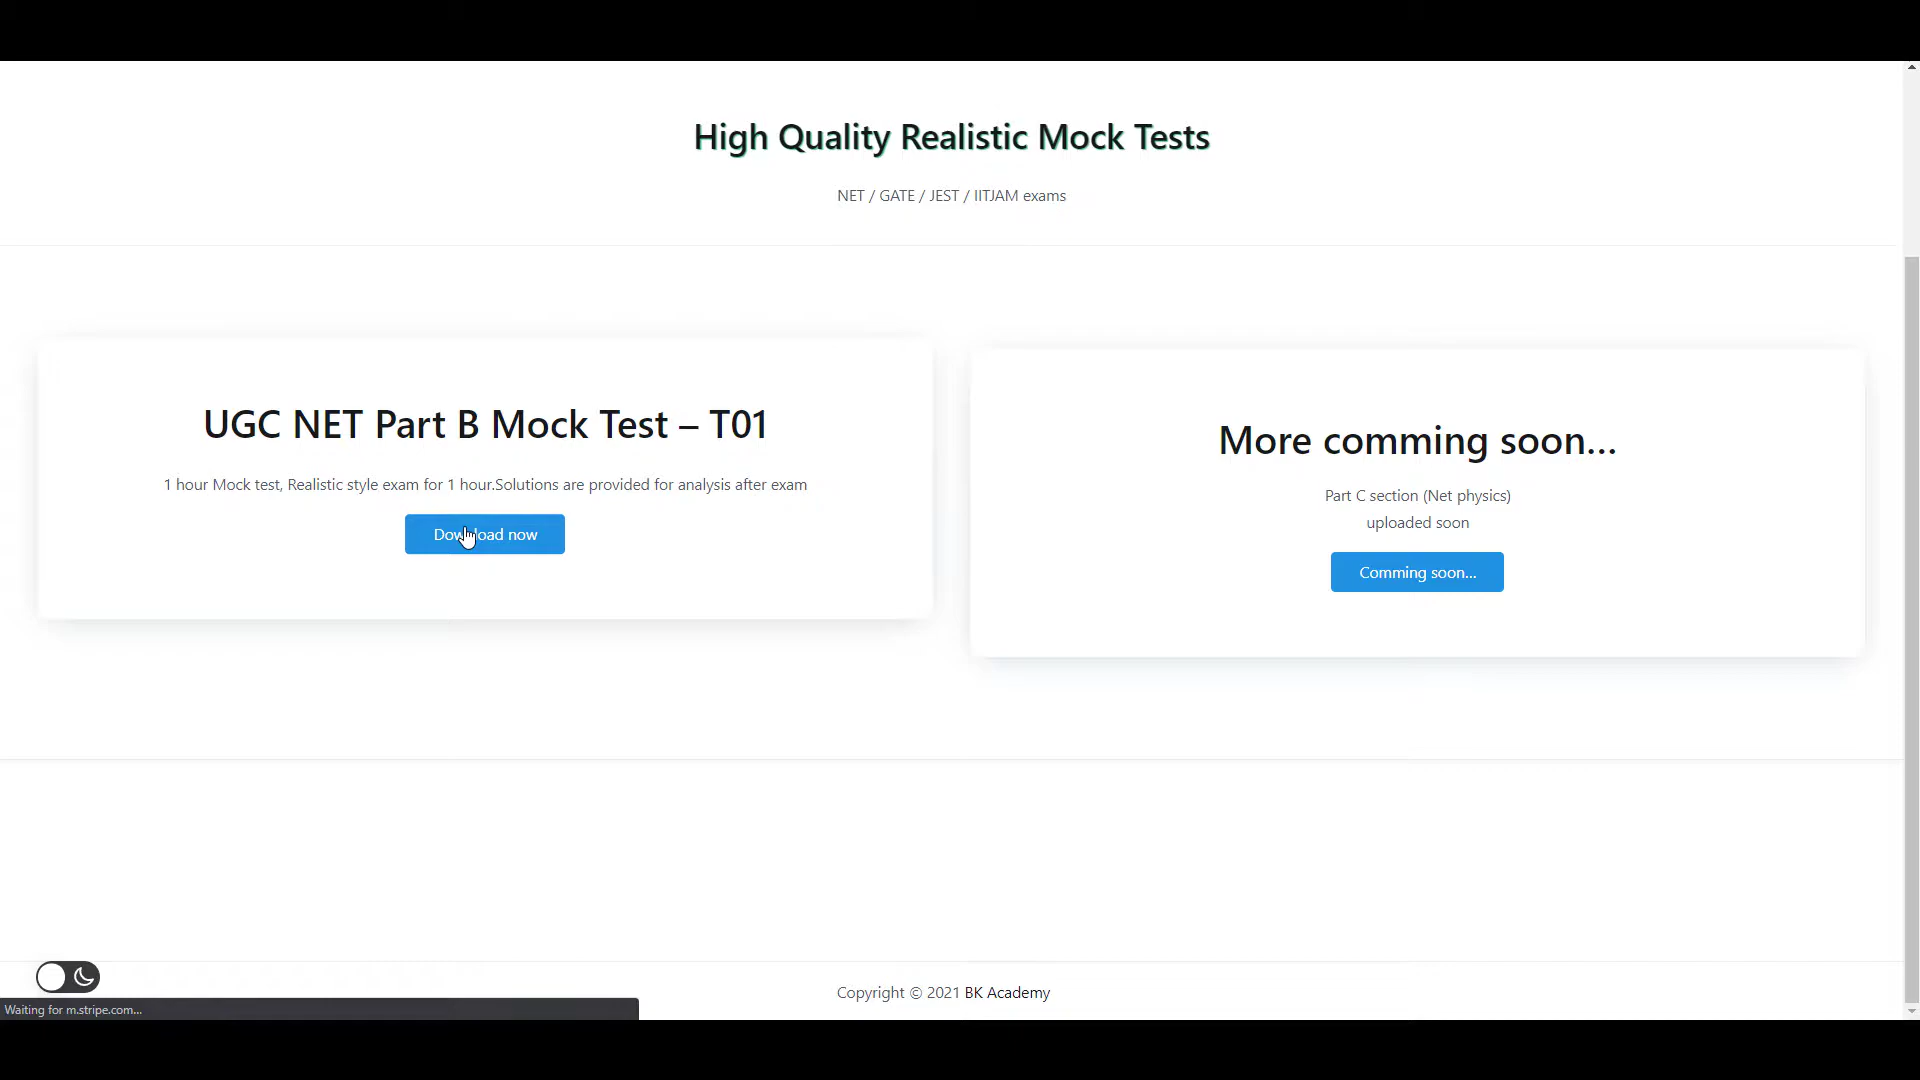 High Quality Realistic Mock Tests
NET / GATE / JEST / IITJAM exams
UGC NET Part B Mock Test – T01
1 hour Mock test, Realistic style exam for 1 hour.Solutions are provided for analysis after exam
Download now
More comming soon...
Part C section (Net physics)
uploaded soon
Comming soon...
Copyright © 2021 BK Academy
Waiting for m.stripe.com...